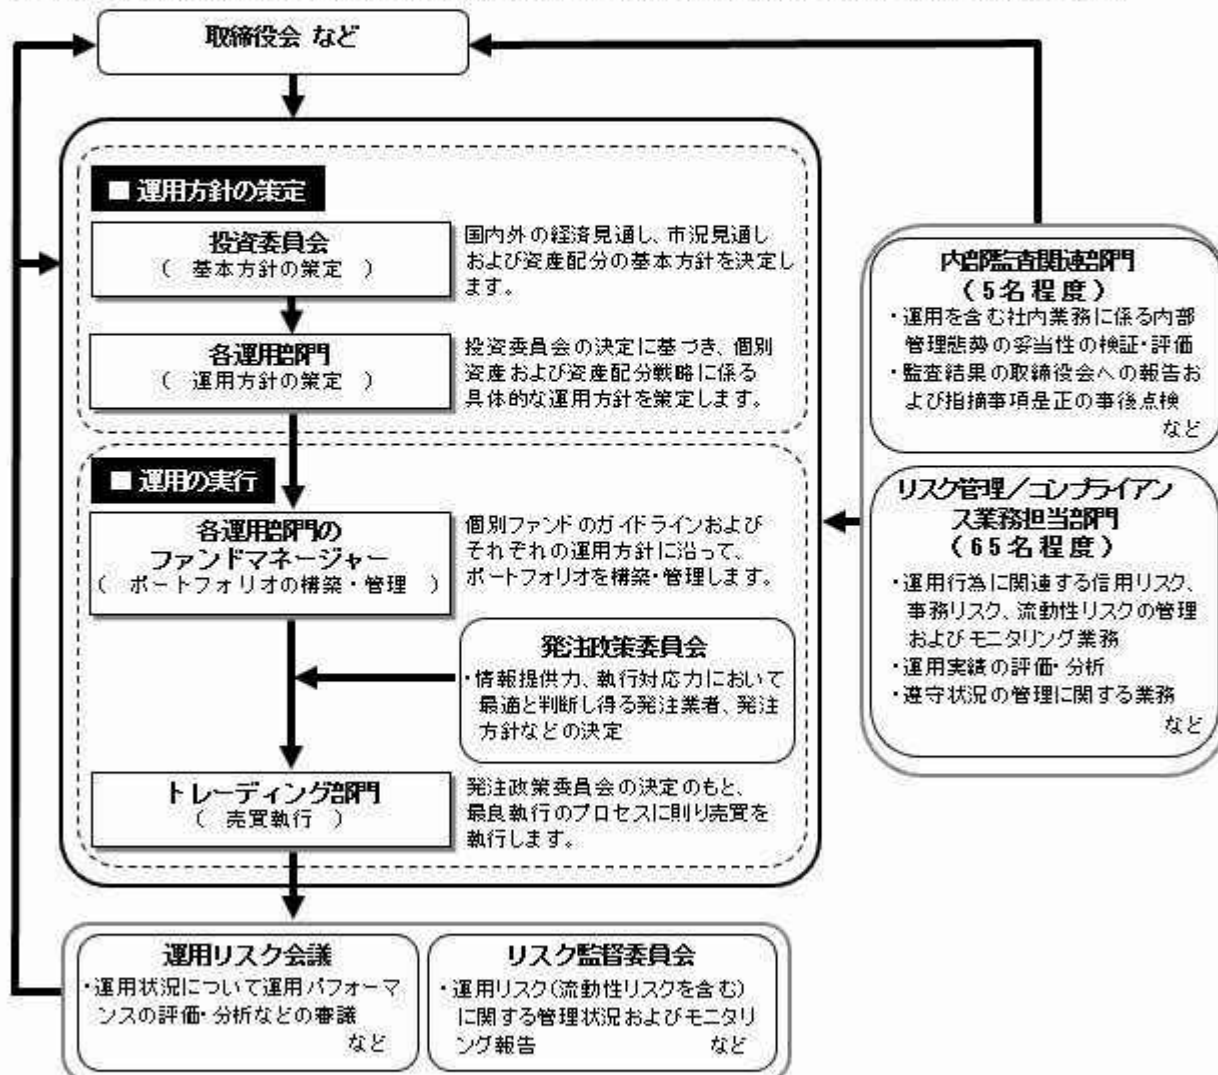 取締役会 など
■ 運用方針の策定
投資委員会
( 基本方針の策定 )
国内外の経済見通し、市況見通し
および資産配分の基本方針を決定し
ます。
各運用部門
( 運用方針の策定 )
投資委員会の決定に基づき、個別
資産および資産配分戦略に係る
具体的な運用方針を策定します。
■ 運用の実行
各運用部門の
ファンドマネージャー
( ポートフォリオの構築・管理 )
個別ファンドのガイドラインおよび
それぞれの運用方針に沿って、
ポートフォリオを構築・管理します。
発注政策委員会
・情報提供力、執行対応力において
最適と判断し得る発注業者、発注
方針などの決定
トレーディング部門
( 売買執行 )
発注政策委員会の決定のもと、
最良執行のプロセスに則り売買を
執行します。
内部監査関連部門
(5名程度)
・運用を含む社内業務に係る内部
管理態勢の妥当性の検証・評価
・監査結果の取締役会への報告お
よび指摘事項是正の事後点検
など
リスク管理/コンプライアン
ス業務担当部門
(65名程度)
・運用行為に関連する信用リスク、
事務リスク、流動性リスクの管理
およびモニタリング業務
・運用実績の評価・分析
・遵守状況の管理に関する業務
など
運用リスク会議
・運用状況について運用パフォーマ
ンスの評価・分析などの審議
など
リスク監督委員会
・運用リスク(流動性リスクを含む)
に関する管理状況およびモニタリ
ング報告 など